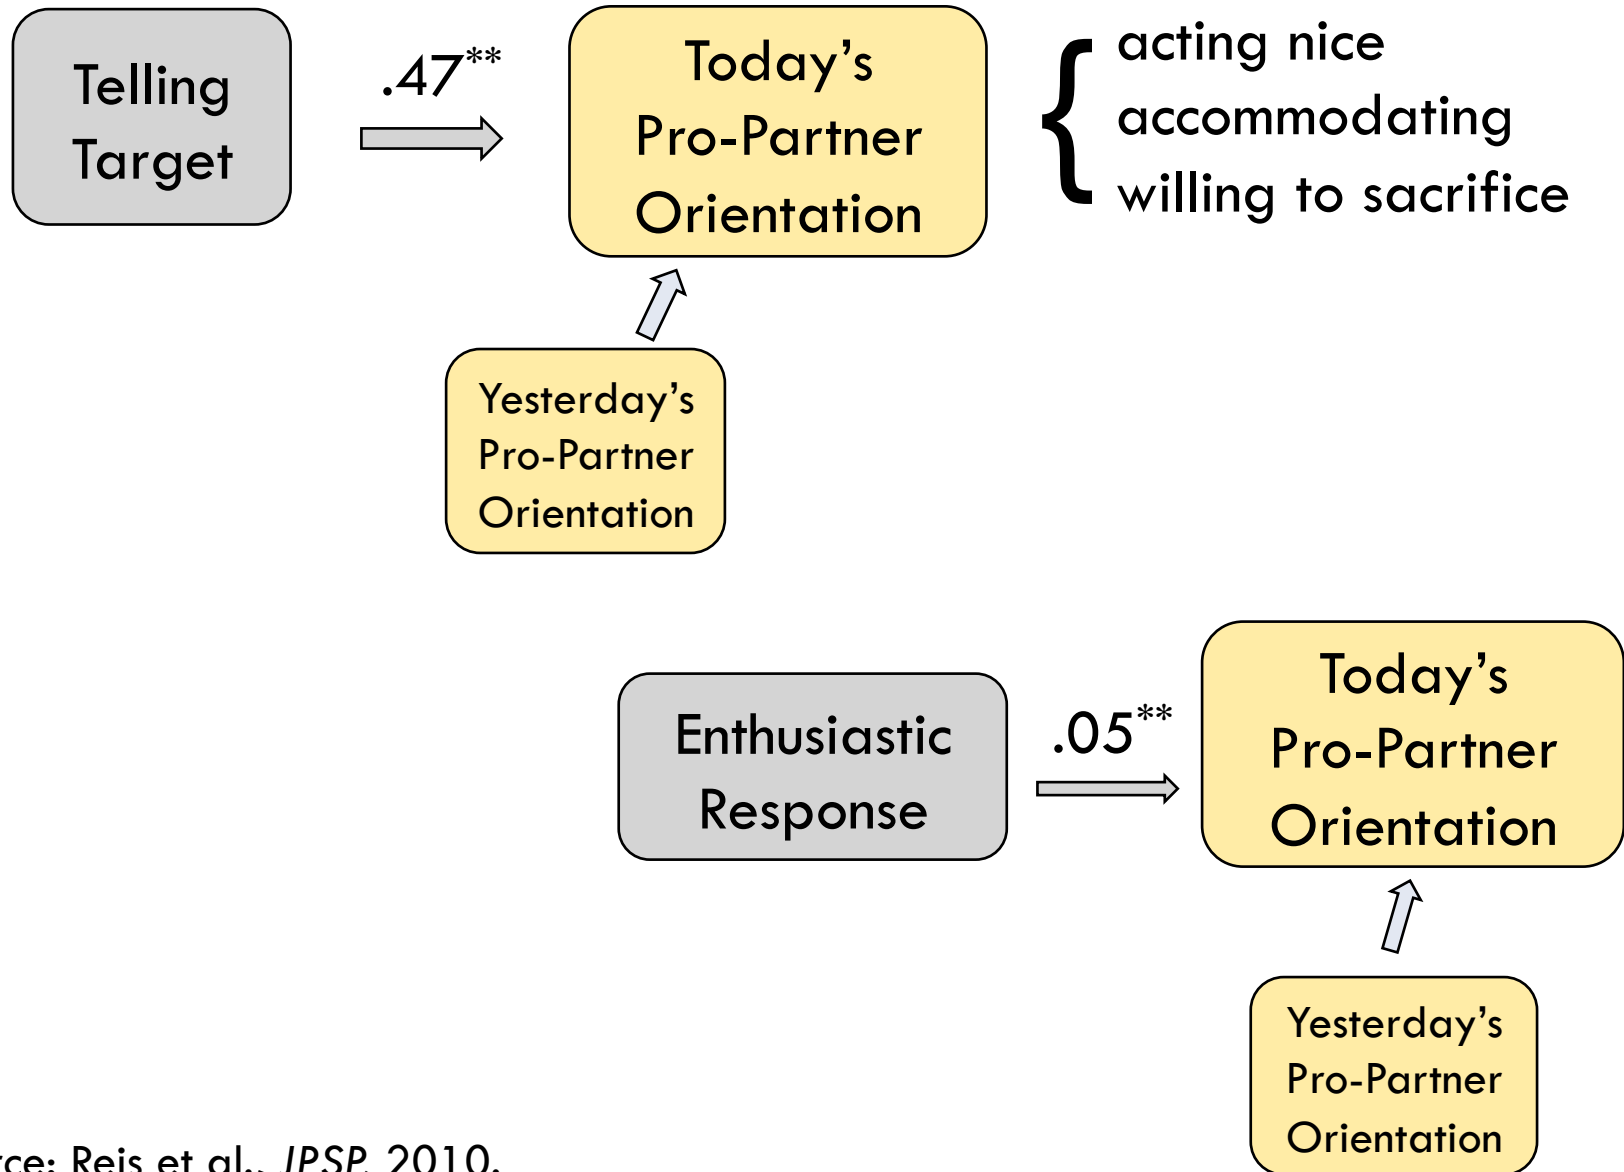 Telling
Target
.47**
Today’s
Pro-Partner
Orientation
{
acting nice
accommodating
willing to sacrifice
Yesterday’s
Pro-Partner
Orientation
Enthusiastic
Response
.05**
Today’s
Pro-Partner
Orientation
Yesterday’s
Pro-Partner
Orientation
Reis et al., JPSP, 2010.